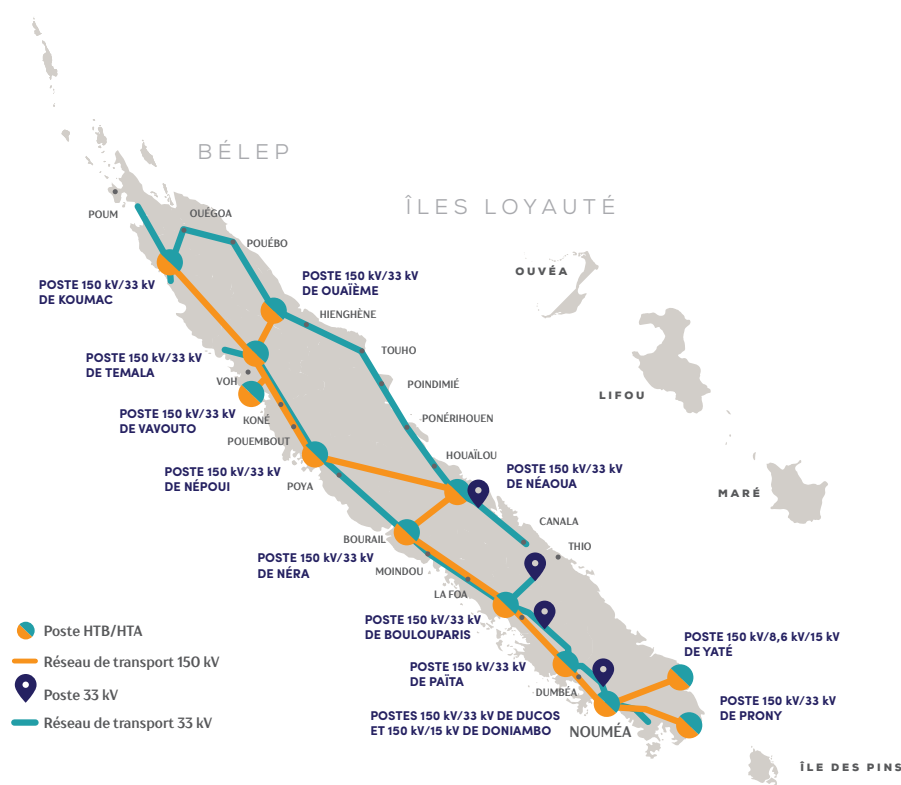 BÉLEP
ÎLES LOYAUTÉ
POUM
OUÉGOA
POUÉBO
OUVÉA
POSTE 150 kV/33 kV
DE KOUMAC
POSTE 150 kV/33 kV
DE OUAÏÈME
HIENGHÈNE
TOUHO
POSTE 150 kV/33 kV
DE TEMALA
VOH
POINDIMIÉ
LIFOU
POSTE 150 kV/33 kV
DE VAVOUTO
KONÉ
PONÉRIHOUEN
POUEMBOUT
HOUAÏLOU
POSTE 150 kV/33 kV
DE NÉPOUI
POYA
POSTE 150 kV/33 kV
DE NÉAOUA
MARÉ
CANALA
BOURAIL
THIO
POSTE 150 kV/33 kV
DE NÉRA
MOINDOU
LA FOA
POSTE 150 kV/33 kV
DE BOULOUPARIS
POSTE 150 kV/8,6 kV/15 kV
DE YATÉ
POSTE 150 kV/33 kV
DE PAÏTA
DUMBÉA
POSTE 150 kV/33 kV
DE PRONY
POSTES 150 kV/33 kV DE DUCOS
ET 150 kV/15 kV DE DONIAMBO
NOUMÉA
ÎLE DES PINS
Poste HTB/HTA
Réseau de transport 150 kV
Poste 33 kV
Réseau de transport 33 kV